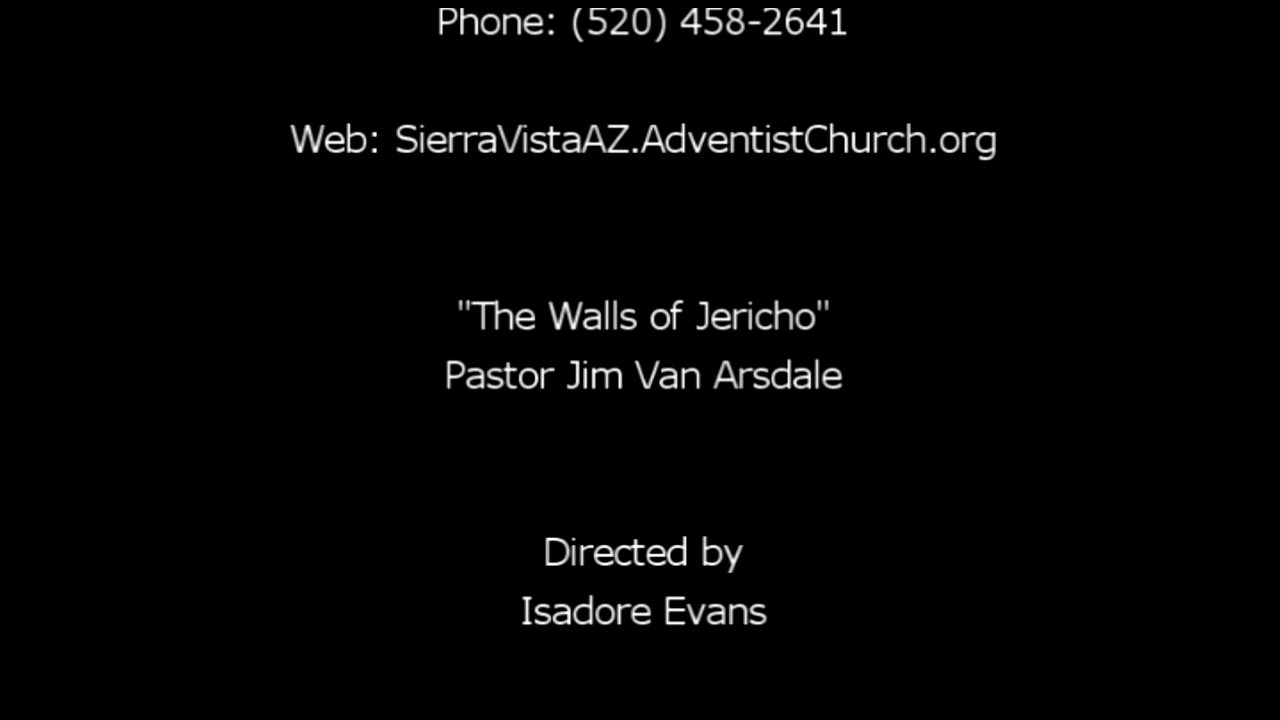 Phone: (520) 458-2641
Web: SierraVistaAZ.AdventistChurch.org
"The Walls of Jericho"
Pastor Jim Van Arsdale
Directed by
Isadore Evans